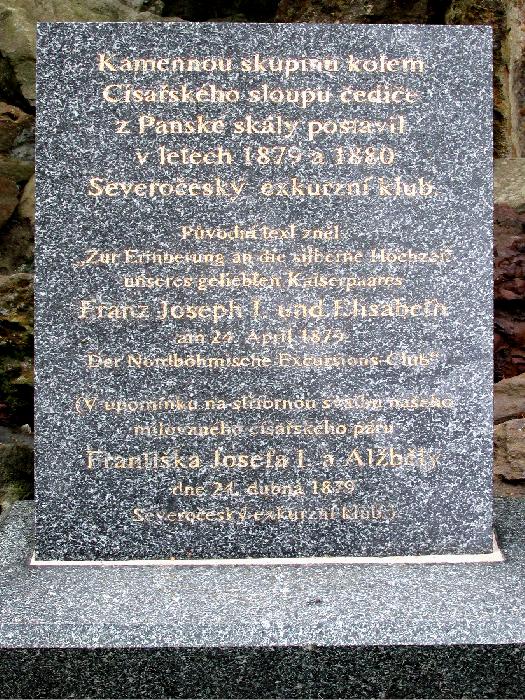 Kamennou skupinu kolem
Císařského sloupu čediče
z Panské skály postavil
v letech 1879 a 1880
Severočeský exkurzní klub.
Původní text zněl:
„Zur Erinnerung an die silberne Hochzeit
unseres geliebten Kaiserpaares
Franz Joseph I. und Elisabeth
am 24. April 1879
Der Nordböhmische Excursions-Club“
(V upomínku na stříbrnou svatbu našeho
milovaného císařského páru
Františka Josefa I. a Alžběty
dne 24. dubna 1879
Severočeský exkurzní klub.)